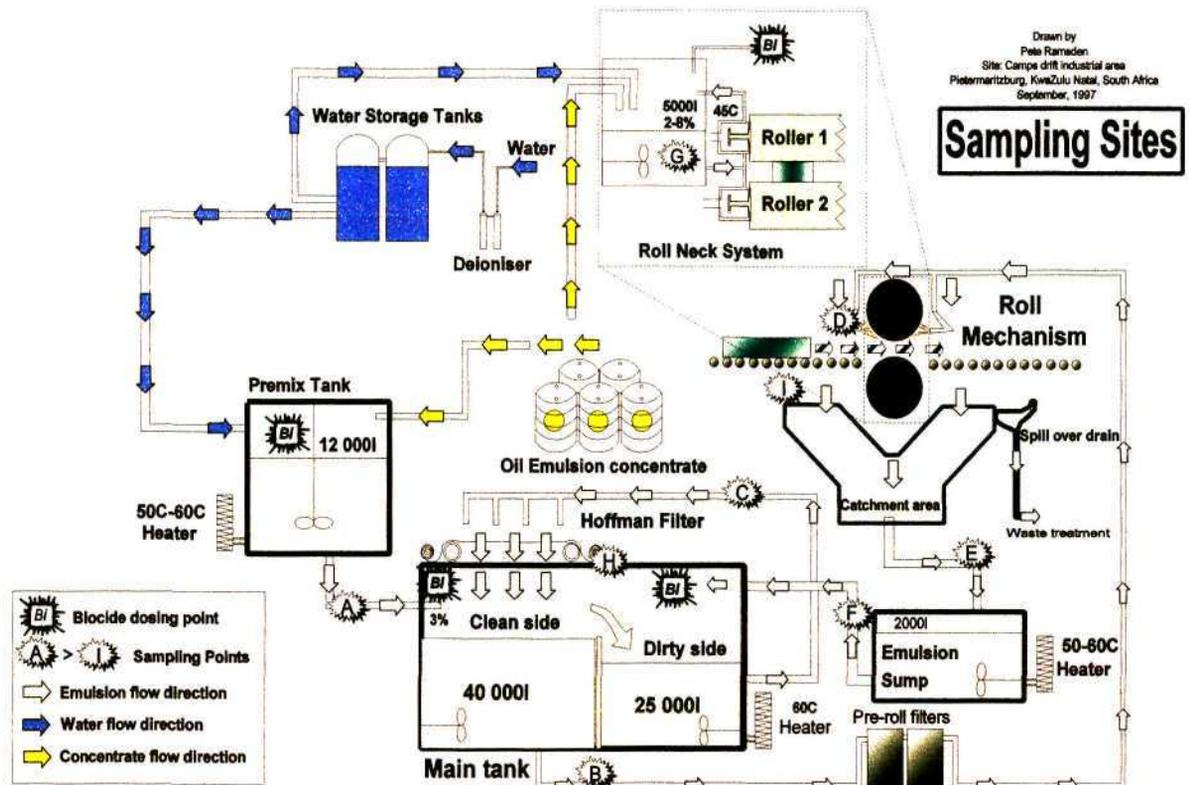 Drawn by
Pete Ramsden
Site: Camps drift industrial area
Pietermaritzburg, KwaZulu Natal, South Africa
September, 1997
Sampling Sites
BI
5000l
2-8%
45C
G
Roller 1
Roller 2
Roll Neck System
Water Storage Tanks
Water
Deioniser
D
Roll
Mechanism
I
Spill over drain
Catchment area
Waste treatment
Premix Tank
BI
12 000l
50C-60C
Heater
Oil Emulsion concentrate
C
Hoffman Filter
H
E
A
BI
3%
Clean side
BI
Dirty side
40 000l
25 000l
60C
Heater
F
2000l
Emulsion
Sump
50-60C
Heater
Pre-roll filters
Main tank
B
BI Biocide dosing point
A > I Sampling Points
Emulsion flow direction
Water flow direction
Concentrate flow direction